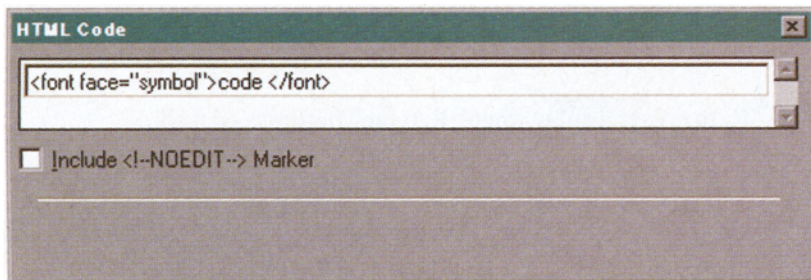 HTML Code
<font face="symbol">code </font>
Include <!--NOEDIT--> Marker